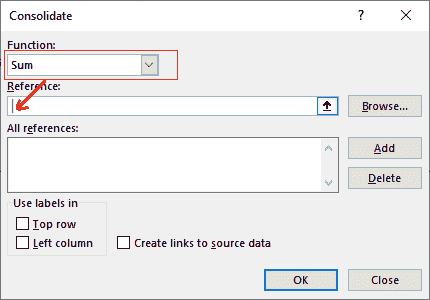 Consolidate ?
Function:
Sum
Reference:
Browse...
All references:
Add
Delete
Use labels in
Top row
Left column
Create links to source data
OK
Close